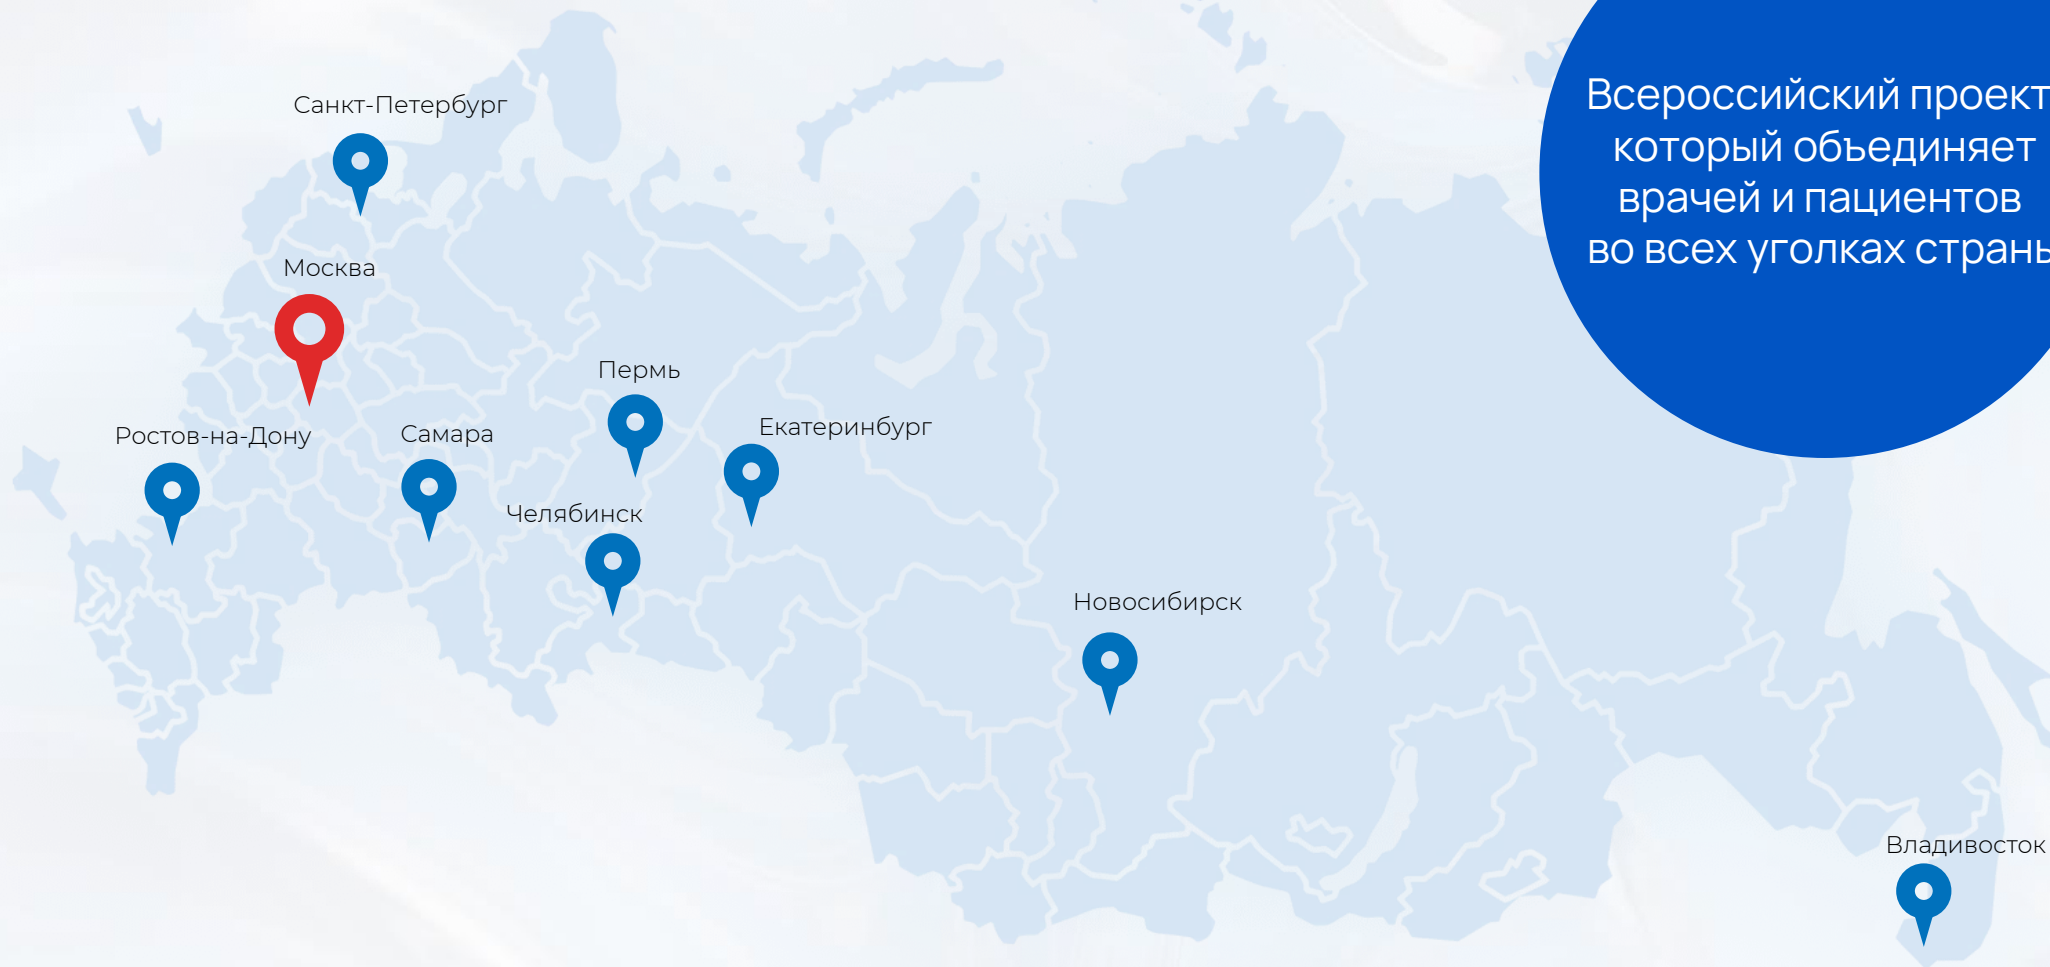 Всероссийский проект
который объединяет
врачей и пациентов
во всех уголках стран
Санкт-Петербург
Москва
Пермь
Екатеринбург
Ростов-на-Дону
Самара
Челябинск
Новосибирск
Владивосток